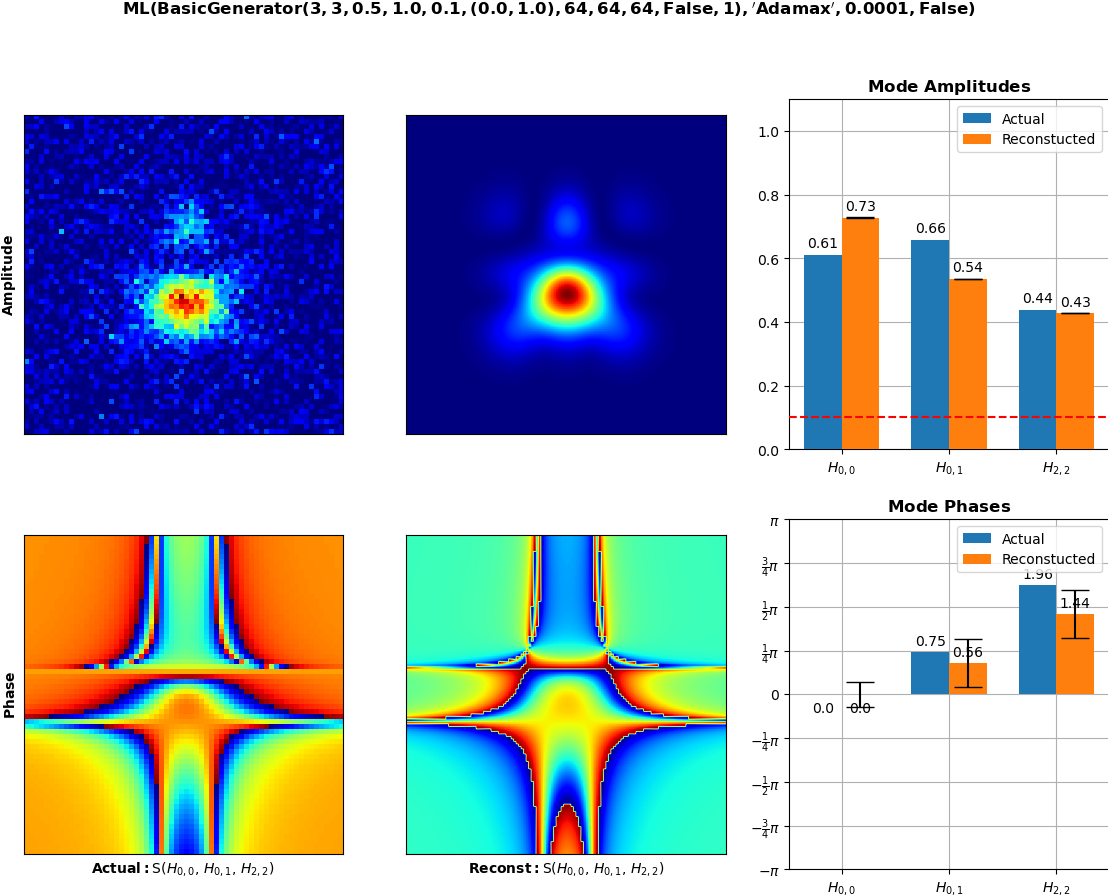 ML(BasicGenerator(3, 3, 0.5, 1.0, 0.1, (0.0, 1.0), 64, 64, 64, False, 1), ′Adamax′, 0.0001, False)
Amplitude
Mode Amplitudes
Actual
Reconstucted
1.0
0.8
0.6
0.4
0.2
0.0
0.61
0.73
0.66
0.54
0.44
0.43
H0,0
H0,1
H2,2
Phase
Actual: S(H0,0, H0,1, H2,2)
Reconst: S(H0,0, H0,1, H2,2)
Mode Phases
Actual
Reconstucted
π
3/4π
1/2π
1/4π
0
−1/4π
−1/2π
−3/4π
−π
0.0
0.0
0.75
0.56
1.96
1.44
H0,0
H0,1
H2,2